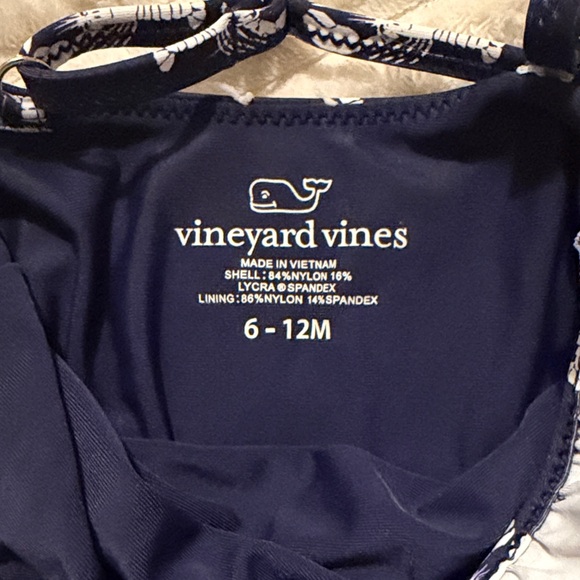 vineyard vines
MADE IN VIETNAM
SHELL:84%NYLON 16%
LYCRA®SPANDEX
LINING:86%NYLON 14%SPANDEX
6-12M